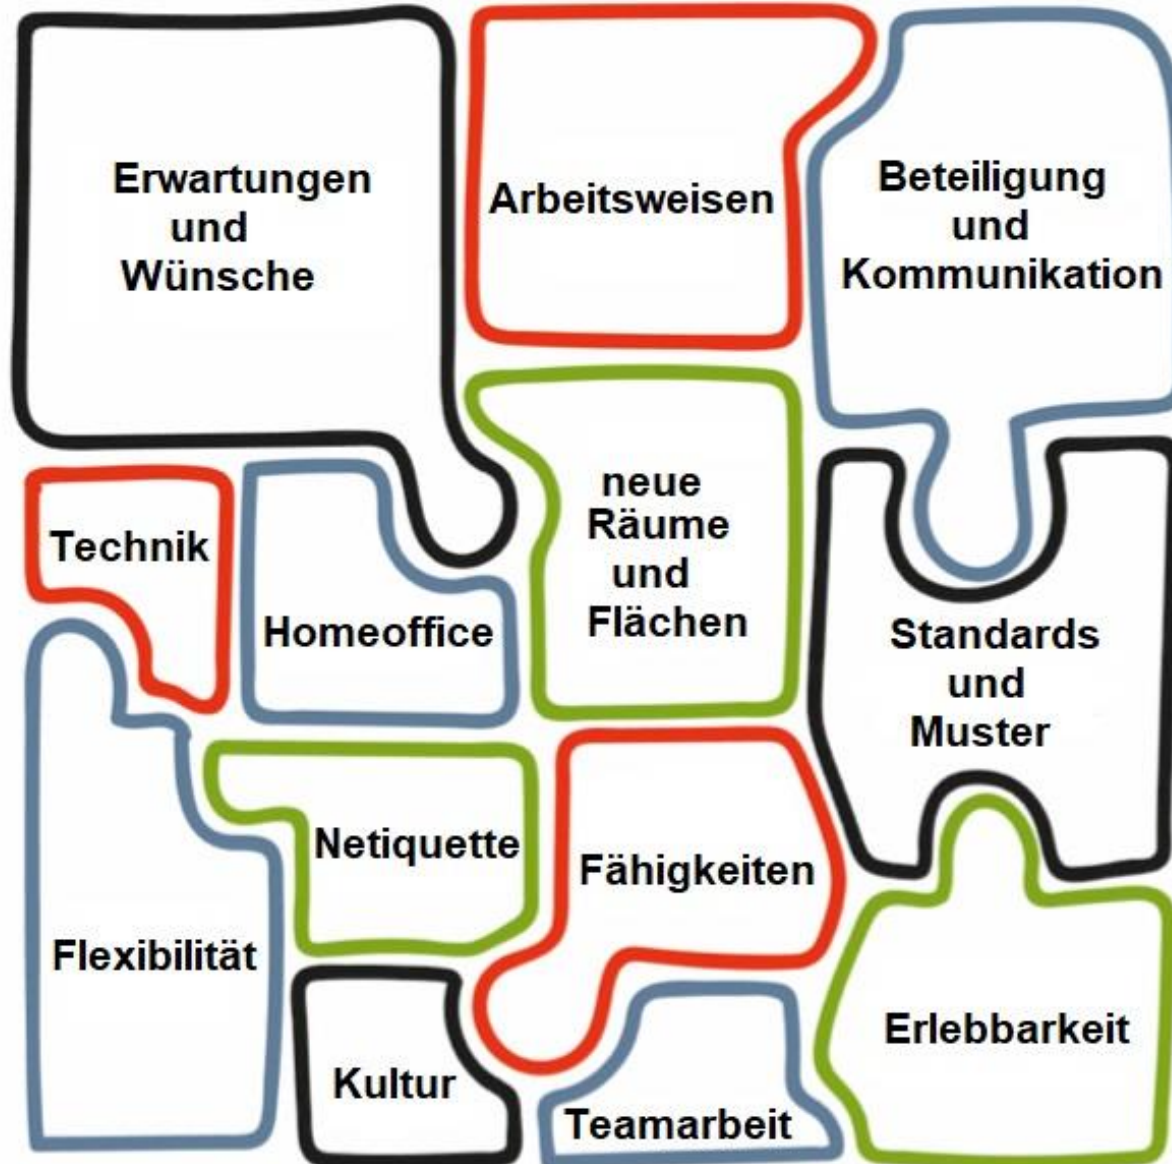 Erwartungen
und
Wünsche
Arbeitsweisen
Beteiligung
und
Kommunikation
Technik
Homeoffice
neue
Räume
und
Flächen
Standards
und
Muster
Netiquette
Fähigkeiten
Flexibilität
Erlebbarkeit
Kultur
Teamarbeit